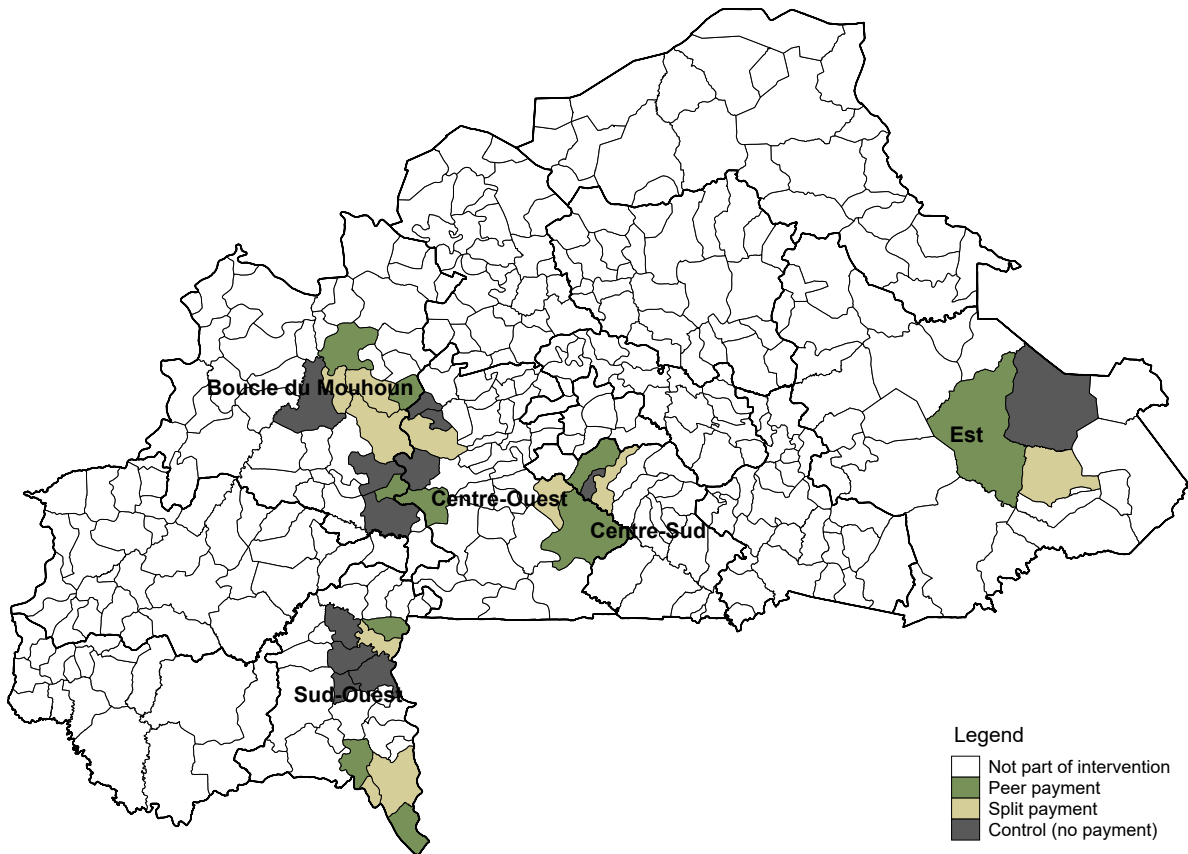 Boucle du Mouhoun
Est
Centre-Ouest
Centre-Sud
Sud-Ouest
Legend
Not part of intervention
Peer payment
Split payment
Control (no payment)